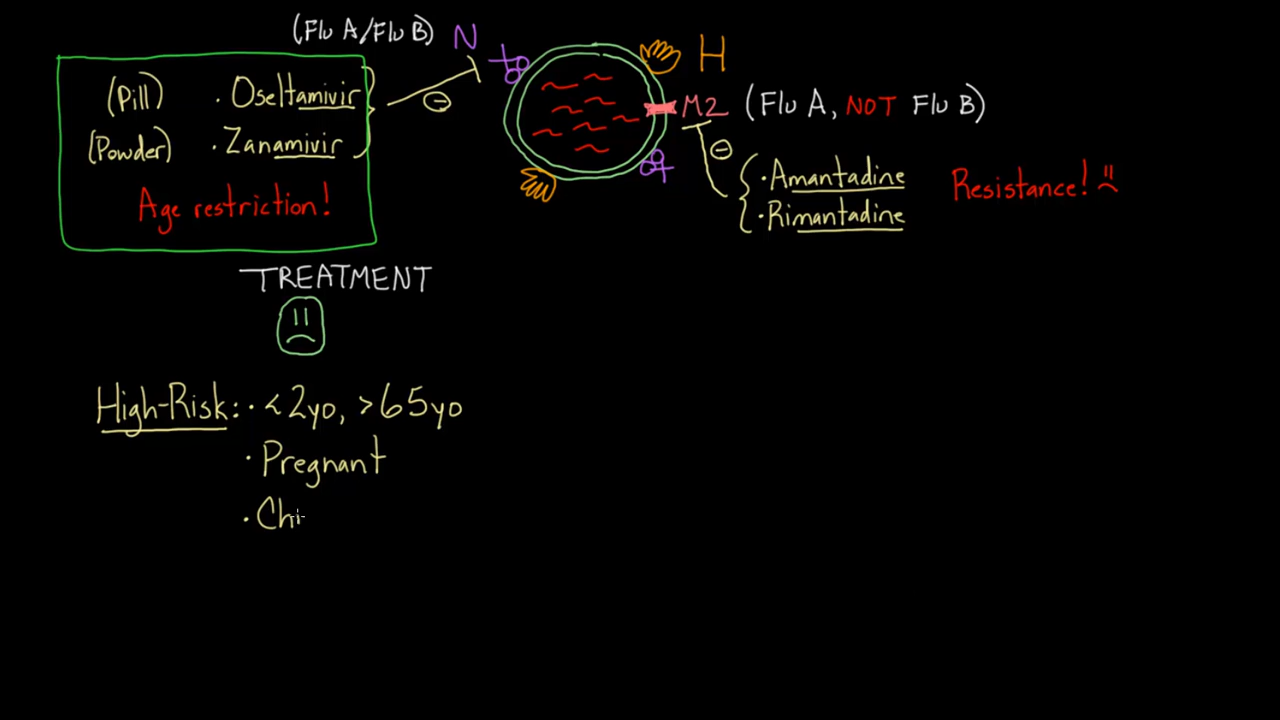 (Flu A/Flu B) N
H
(Pill) · Oseltamivir
(Powder) · Zanamivir
Age restriction!
M2 (Flu A, NOT Flu B)
· Amantadine
· Rimantadine
Resistance!
TREATMENT
High-Risk: · <2yo, >65yo
· Pregnant
· Chi